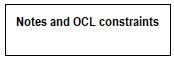 Notes and OCL constraints